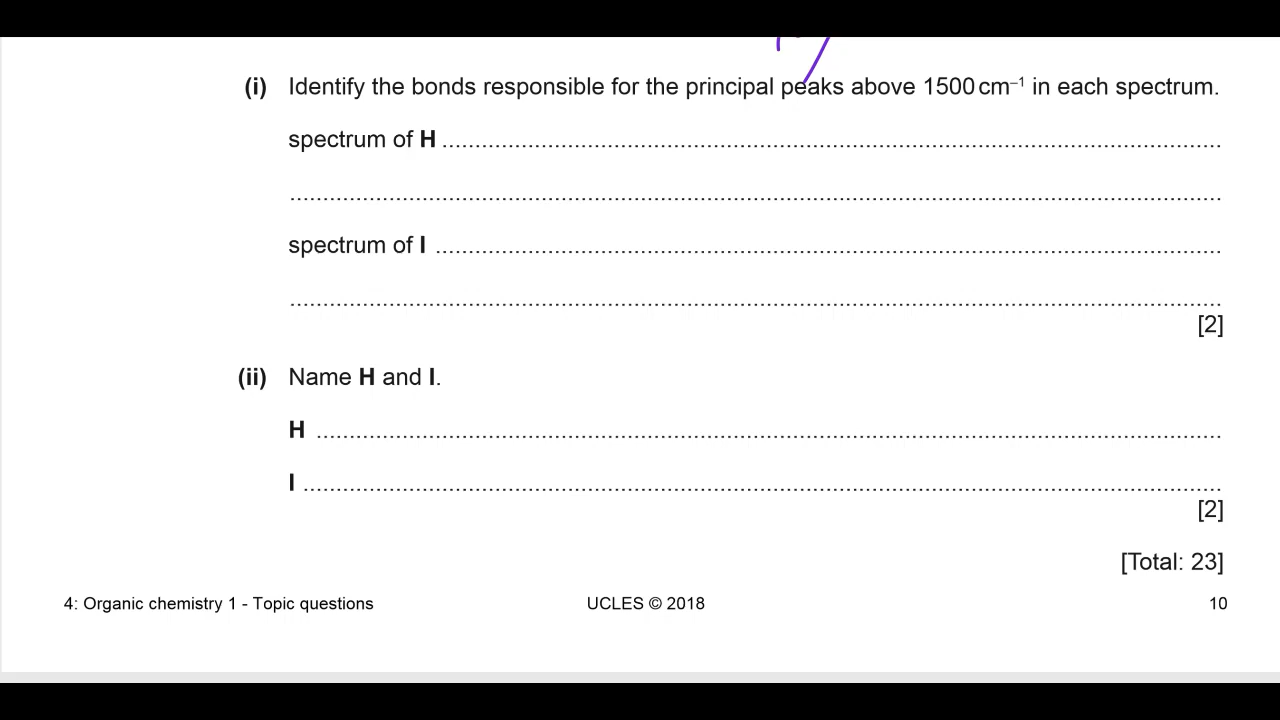 (i) Identify the bonds responsible for the principal peaks above 1500 cm⁻¹ in each spectrum.
spectrum of H ........................................................................................................................
................................................................................................................................................
spectrum of I ........................................................................................................................
................................................................................................................................................
[2]
(ii) Name H and I.
H ............................................................................................................................................
I ..............................................................................................................................................
[2]
[Total: 23]
4: Organic chemistry 1 - Topic questions UCLES © 2018 10